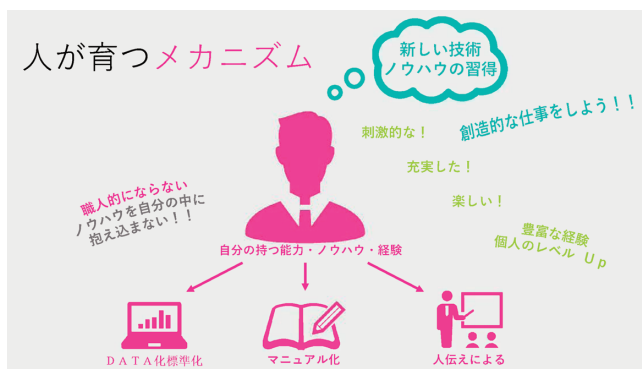 人が育つメカニズム
新しい技術
ノウハウの習得
刺激的な！
創造的な仕事をしよう！！
充実した！
楽しい！
職人的にならない
ノウハウを自分の中に
抱え込まない！！
豊富な経験
個人のレベル Ｕｐ
自分の持つ能力・ノウハウ・経験
ＤＡＴＡ化標準化
マニュアル化
人伝えによる